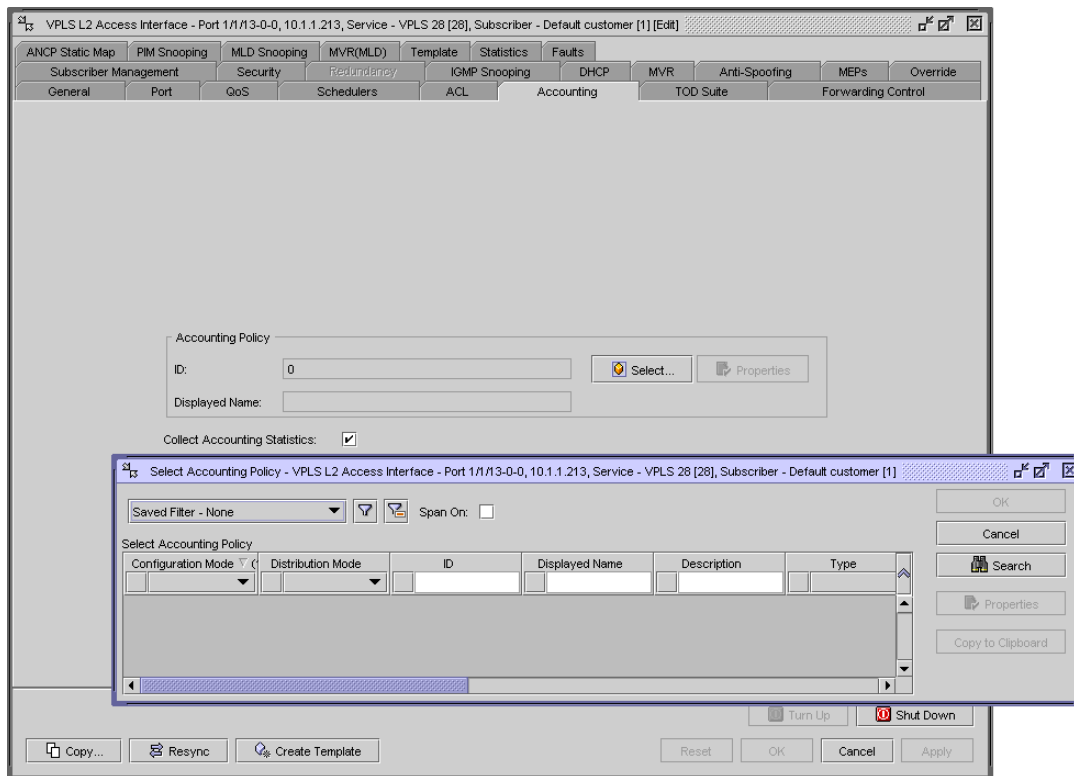 VPLS L2 Access Interface - Port 1/1/13-0-0, 10.1.1.213, Service - VPLS 28 [28], Subscriber - Default customer [1] [Edit]
ANCP Static Map PIM Snooping MLD Snooping MVR(MLD) Template Statistics Faults
Subscriber Management Security Redundancy IGMP Snooping DHCP MVR Anti-Spoofing MEPs Override
General Port QoS Schedulers ACL Accounting TOD Suite Forwarding Control
Accounting Policy
ID: 0 Select... Properties
Displayed Name:
Collect Accounting Statistics:
Select Accounting Policy - VPLS L2 Access Interface - Port 1/1/13-0-0, 10.1.1.213, Service - VPLS 28 [28], Subscriber - Default customer [1]
Saved Filter - None Span On: OK
Cancel
Select Accounting Policy
Configuration Mode ( Distribution Mode ID Displayed Name Description Type Search
Properties
Copy to Clipboard
Turn Up Shut Down
Copy... Resync Create Template Reset OK Cancel Apply